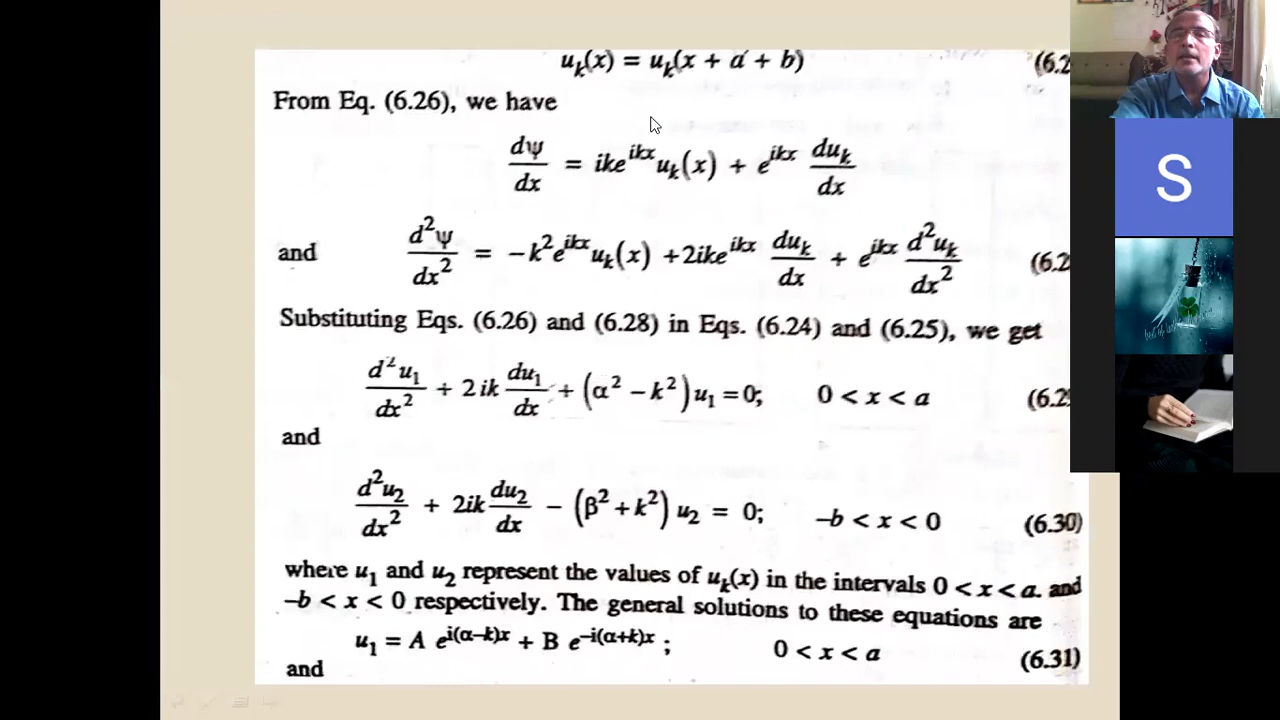 u_k(x) = u_k(x + a + b) (6.2
From Eq. (6.26), we have
dψ/dx = ike^{ikx} u_k(x) + e^{ikx} du_k/dx
and d²ψ/dx² = −k²e^{ikx} u_k(x) + 2ike^{ikx} du_k/dx + e^{ikx} d²u_k/dx² (6.2
Substituting Eqs. (6.26) and (6.28) in Eqs. (6.24) and (6.25), we get
d²u₁/dx² + 2ik du₁/dx + (α² − k²) u₁ = 0; 0 < x < a (6.2
and
d²u₂/dx² + 2ik du₂/dx − (β² + k²) u₂ = 0; −b < x < 0 (6.30)
where u₁ and u₂ represent the values of u_k(x) in the intervals 0 < x < a and
−b < x < 0 respectively. The general solutions to these equations are
u₁ = A e^{i(α−k)x} + B e^{−i(α+k)x} ; 0 < x < a (6.31)
and
S